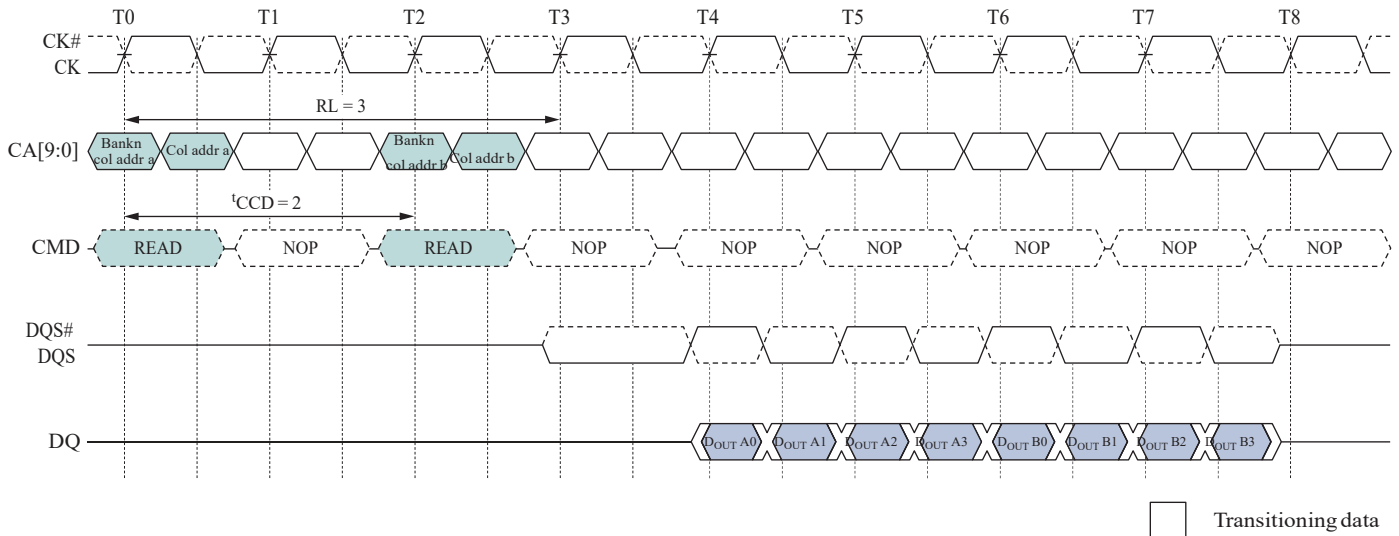 T0 T1 T2 T3 T4 T5 T6 T7 T8
CK#
CK
RL = 3
CA[9:0]
Bankn
col addr a
Col addr a
Bankn
col addr b
Col addr b
tCCD = 2
CMD READ NOP READ NOP NOP NOP NOP NOP NOP
DQS#
DQS
DQ DOUT A0 DOUT A1 DOUT A2 DOUT A3 DOUT B0 DOUT B1 DOUT B2 DOUT B3
Transitioning data